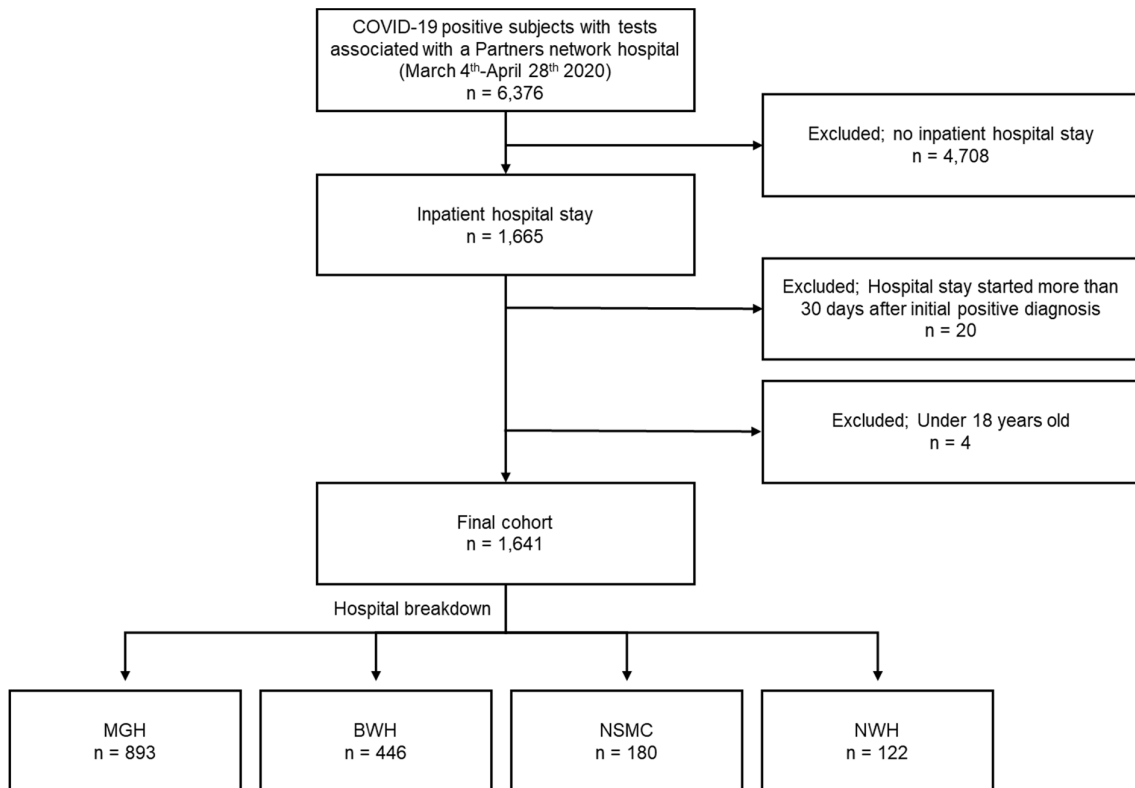 COVID-19 positive subjects with tests
associated with a Partners network hospital
(March 4th-April 28th 2020)
n = 6,376
Excluded; no inpatient hospital stay
n = 4,708
Inpatient hospital stay
n = 1,665
Excluded; Hospital stay started more than
30 days after initial positive diagnosis
n = 20
Excluded; Under 18 years old
n = 4
Final cohort
n = 1,641
Hospital breakdown
MGH
n = 893
BWH
n = 446
NSMC
n = 180
NWH
n = 122